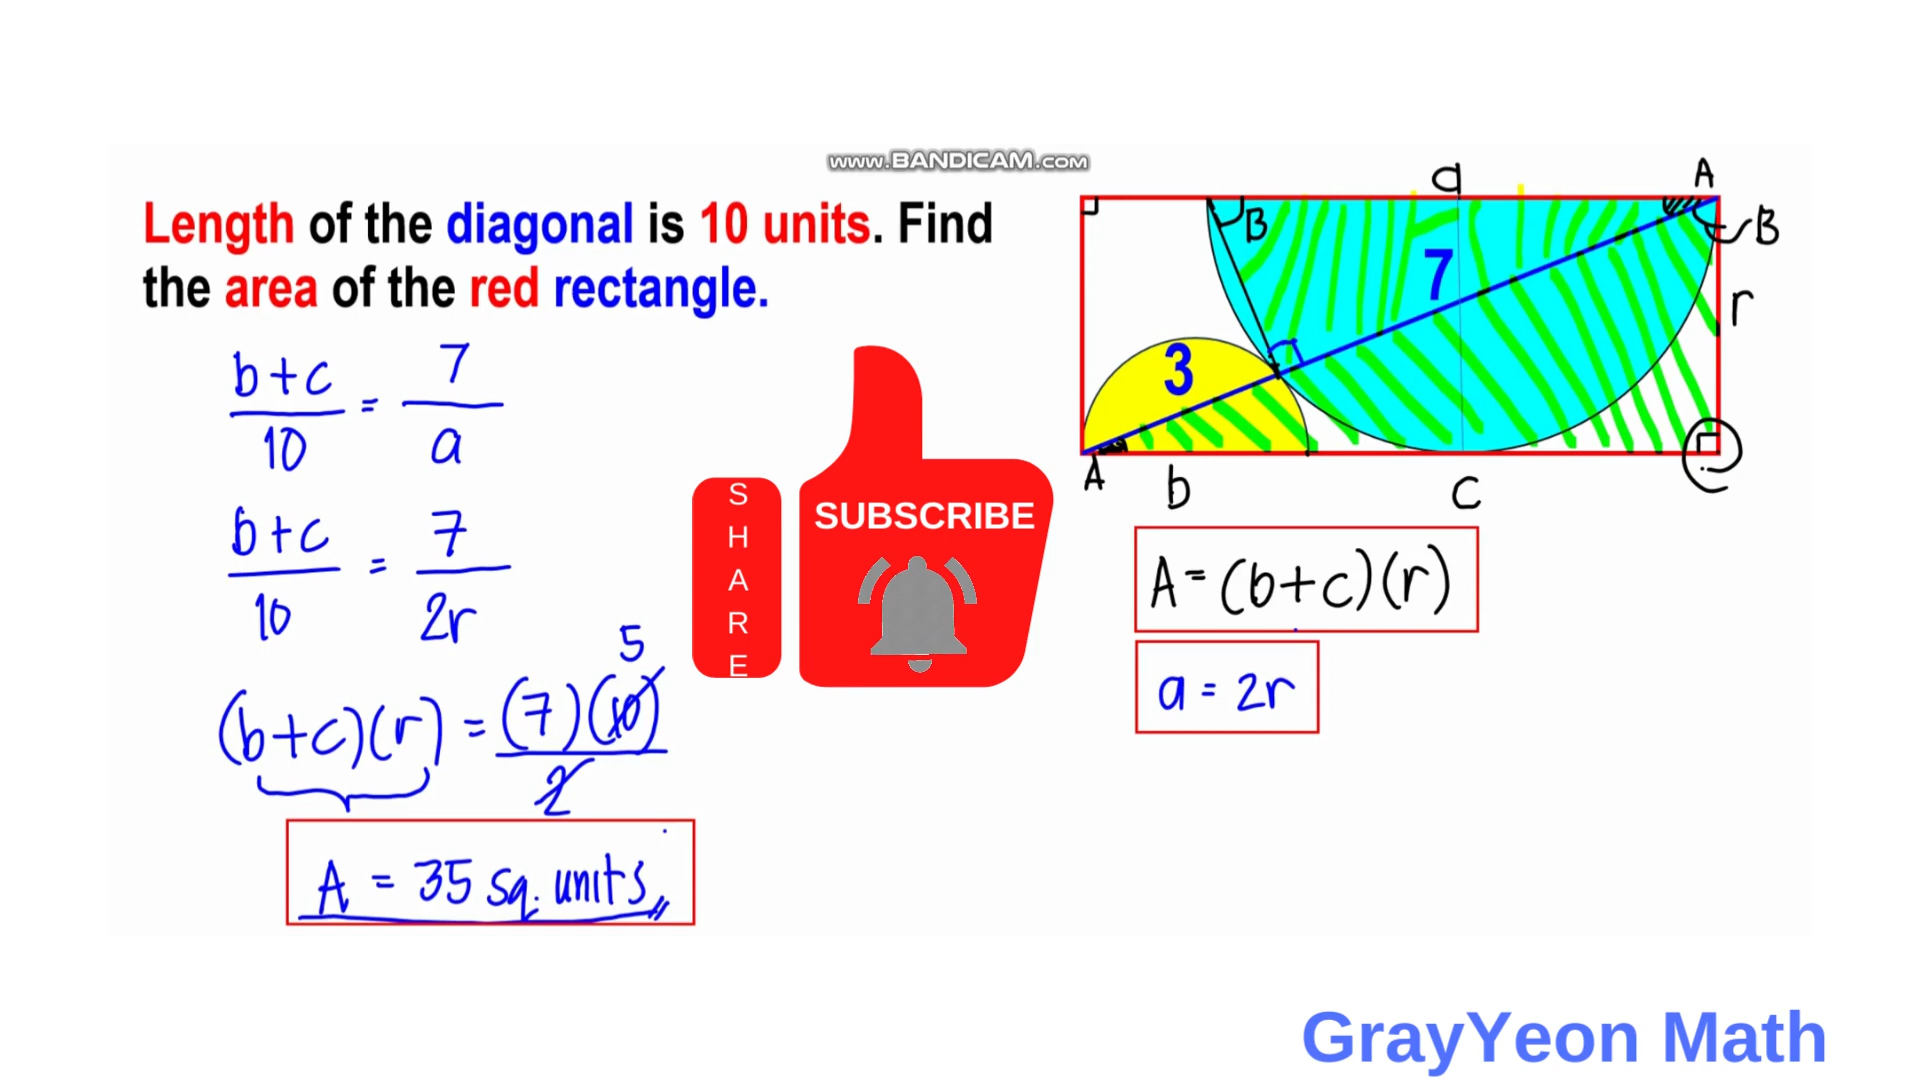 www.BANDICAM.com
Length of the diagonal is 10 units. Find
the area of the red rectangle.
b+c/10 = 7/a
b+c/10 = 7/2r
5
(b+c)(r) = (7)(10)/2
A = 35 sq. units
SHARE
SUBSCRIBE
a
A
B
B
7
r
3
A
b
c
A=(b+c)(r)
a = 2r
GrayYeon Math